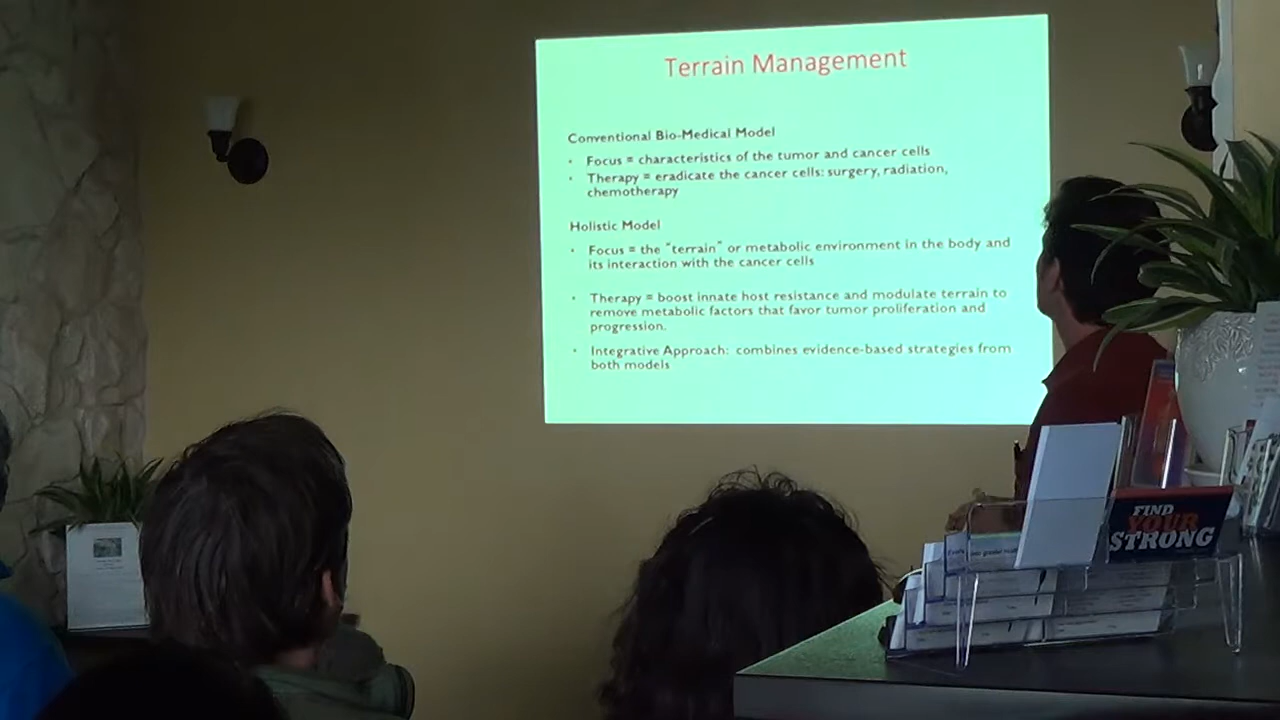 Terrain Management
Conventional Bio-Medical Model
• Focus = characteristics of the tumor and cancer cells
• Therapy = eradicate the cancer cells: surgery, radiation,
chemotherapy
Holistic Model
• Focus = the "terrain" or metabolic environment in the body and
its interaction with the cancer cells
• Therapy = boost innate host resistance and modulate terrain to
remove metabolic factors that favor tumor proliferation and
progression.
• Integrative Approach: combines evidence-based strategies from
both models
FIND
YOUR
STRONG